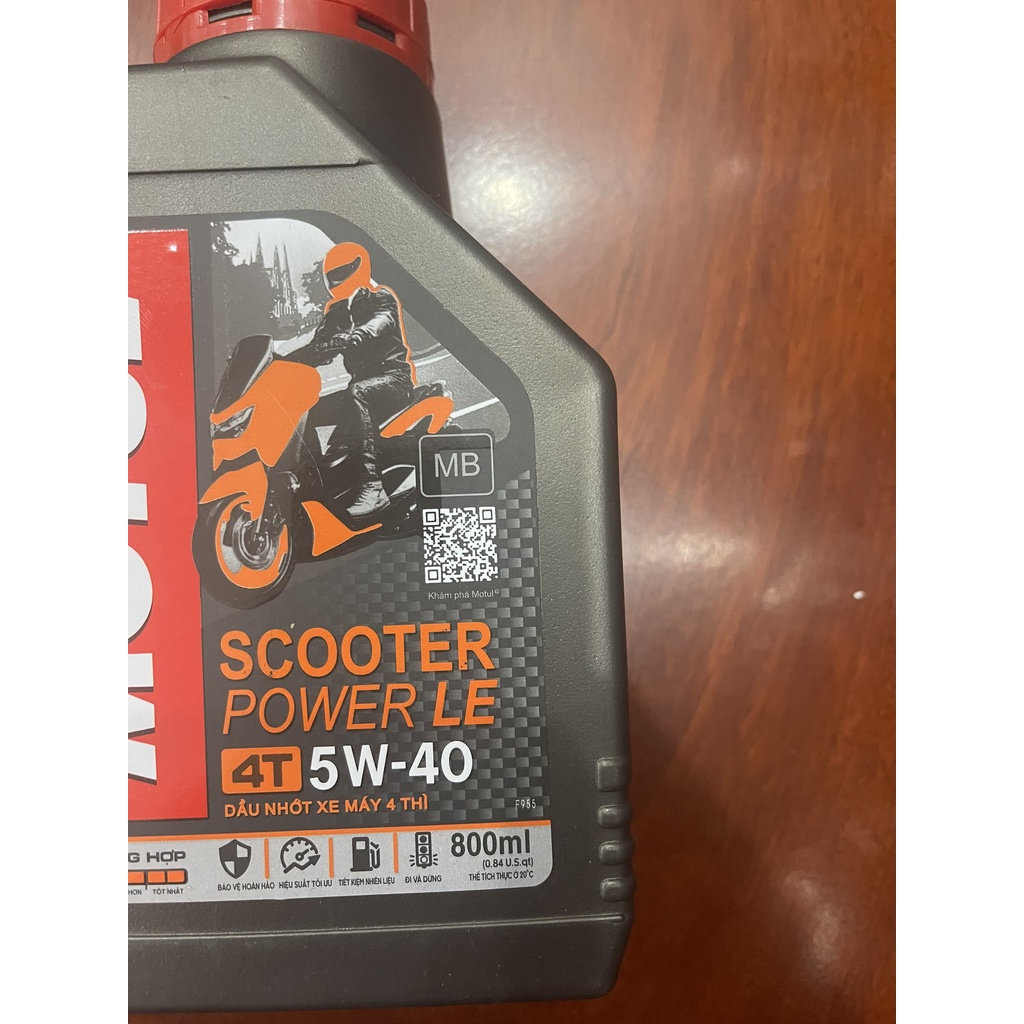 MOTUL
MB
Khám phá Motul
SCOOTER
POWER LE
4T 5W-40
DẦU NHỚT XE MÁY 4 THÌ
F955
G HỢP
HƠN TỐT NHẤT
BẢO VỆ HOÀN HẢO HIỆU SUẤT TỐI ƯU TIẾT KIỆM NHIÊN LIỆU ĐI VÀ DỪNG
800ml
(0.84 U.S.qt)
THỂ TÍCH THỰC Ở 20°C